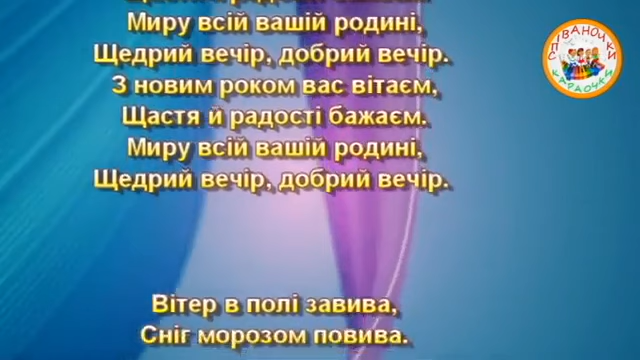 Миру всій вашій родині,
Щедрий вечір, добрий вечір.
З новим роком вас вітаєм,
Щастя й радості бажаєм.
Миру всій вашій родині,
Щедрий вечір, добрий вечір.
Вітер в полі завива,
Сніг морозом повива.
СПІВАНОЧКИ
КАРАОЧКИ